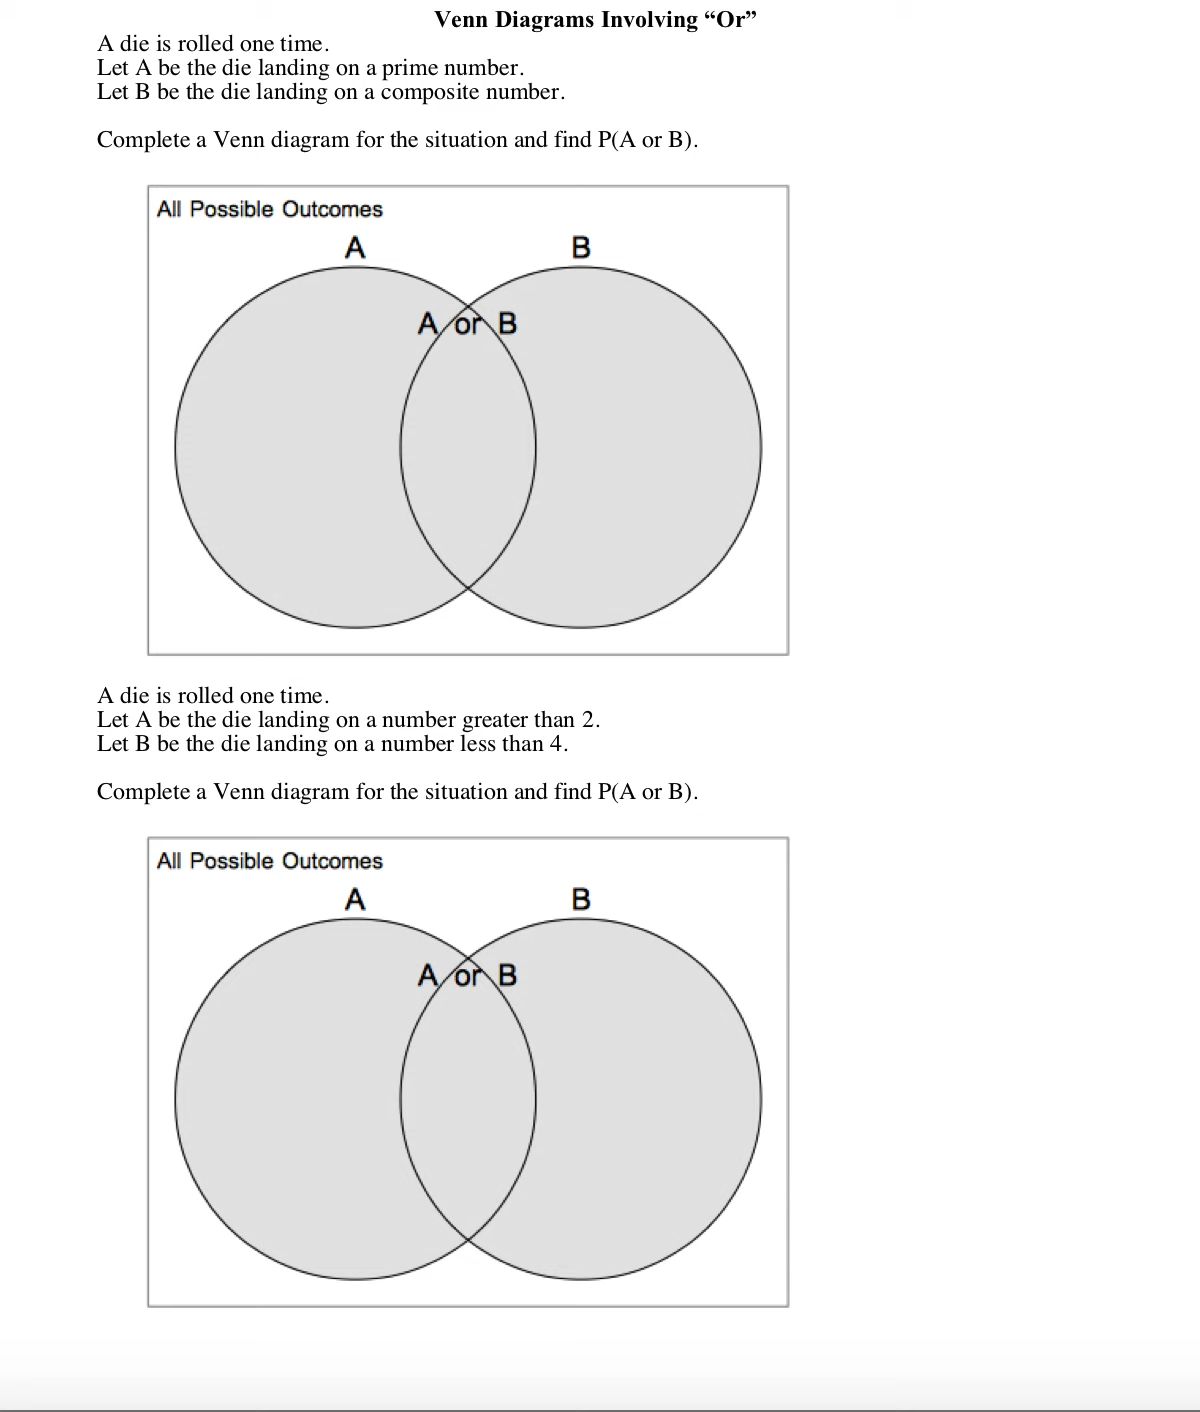 Venn Diagrams Involving “Or”
A die is rolled one time.
Let A be the die landing on a prime number.
Let B be the die landing on a composite number.
Complete a Venn diagram for the situation and find P(A or B).
All Possible Outcomes
A B
A or B
A die is rolled one time.
Let A be the die landing on a number greater than 2.
Let B be the die landing on a number less than 4.
Complete a Venn diagram for the situation and find P(A or B).
All Possible Outcomes
A B
A or B